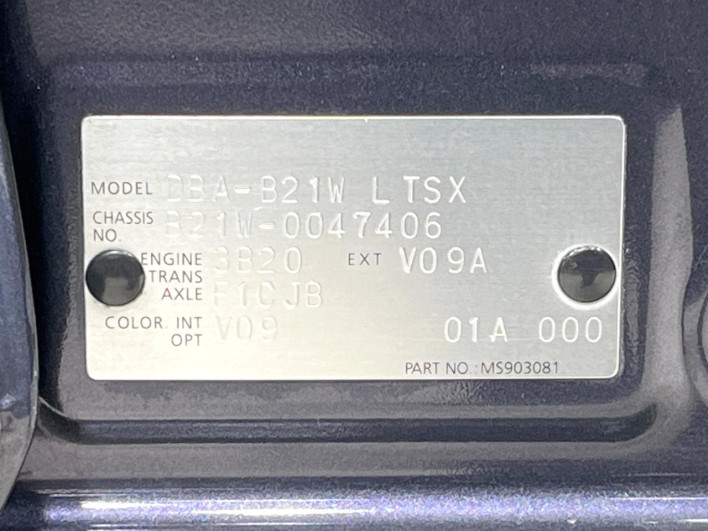 MODEL DBA-B21W LTSX
CHASSIS NO. B21W-0047406
ENGINE 3B20 EXT V09A
TRANS AXLE F1CJB
COLOR. INT OPT V09 01A 000
PART NO.:MS903081